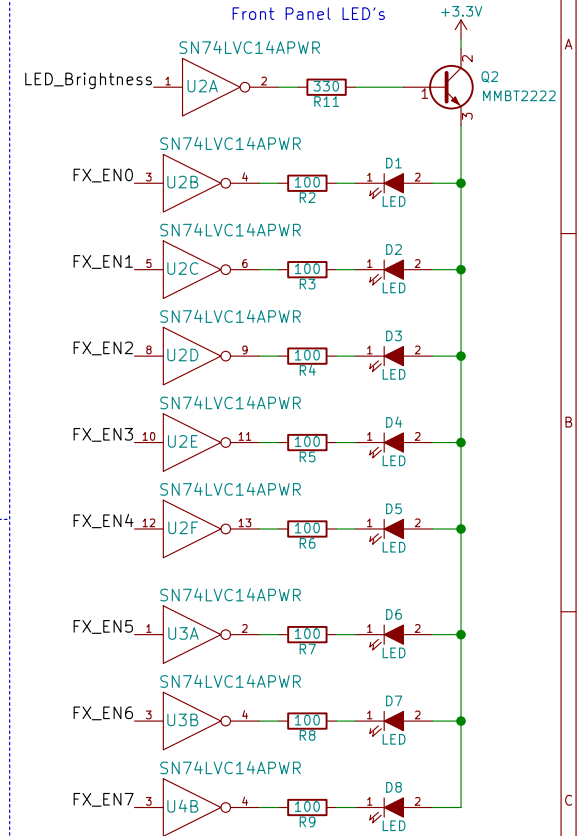 Front Panel LED's
+3.3V
A
SN74LVC14APWR
LED_Brightness 1 U2A 2 330 1 2 Q2
R11 MMBT2222
3
SN74LVC14APWR D1
FX_EN0 3 U2B 4 100 1 2
R2 LED
SN74LVC14APWR D2
FX_EN1 5 U2C 6 100 1 2
R3 LED
SN74LVC14APWR D3
FX_EN2 8 U2D 9 100 1 2
R4 LED
SN74LVC14APWR D4
B
FX_EN3 10 U2E 11 100 1 2
R5 LED
SN74LVC14APWR D5
FX_EN4 12 U2F 13 100 1 2
R6 LED
SN74LVC14APWR D6
FX_EN5 1 U3A 2 100 1 2
R7 LED
SN74LVC14APWR D7
FX_EN6 3 U3B 4 100 1 2
R8 LED
SN74LVC14APWR D8
FX_EN7 3 U4B 4 100 1 2 C
R9 LED